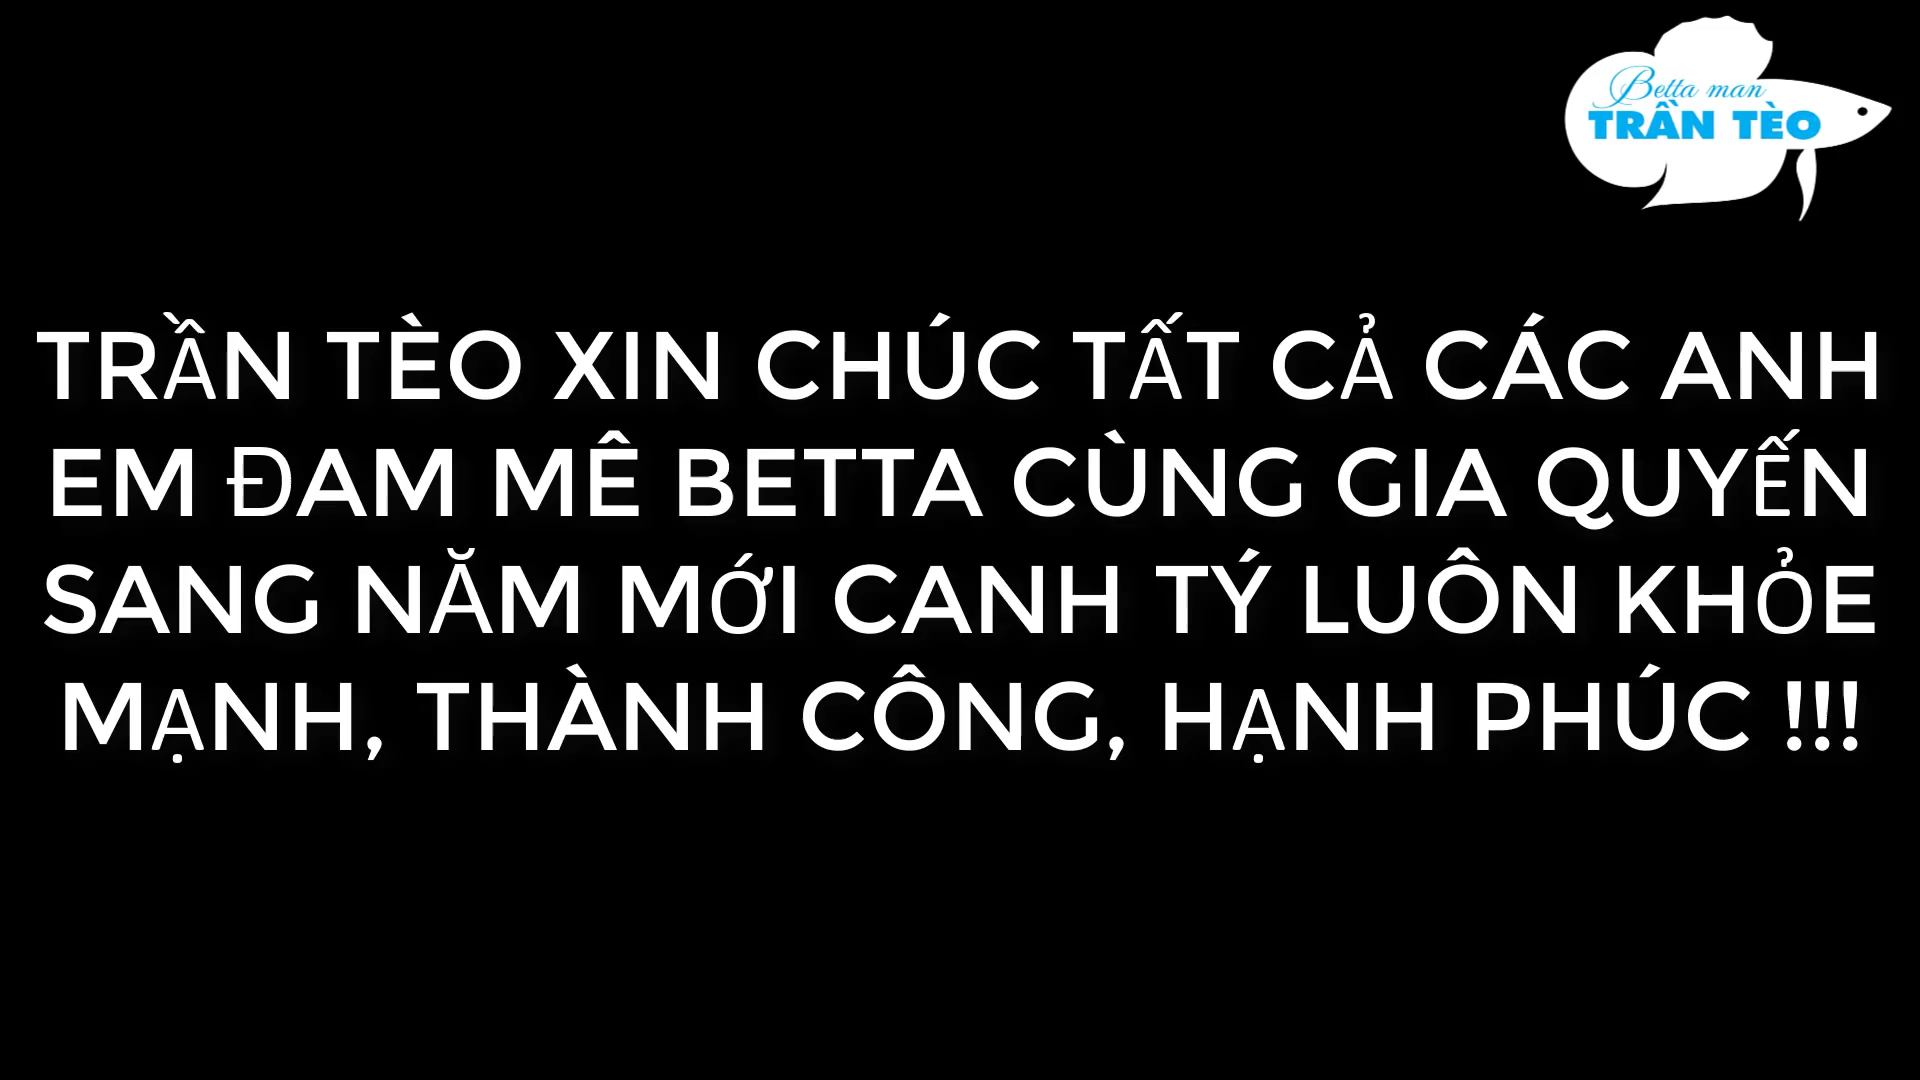 Betta man
TRẦN TÈO
TRẦN TÈO XIN CHÚC TẤT CẢ CÁC ANH
EM ĐAM MÊ BETTA CÙNG GIA QUYẾN
SANG NĂM MỚI CANH TÝ LUÔN KHỎE
MẠNH, THÀNH CÔNG, HẠNH PHÚC !!!